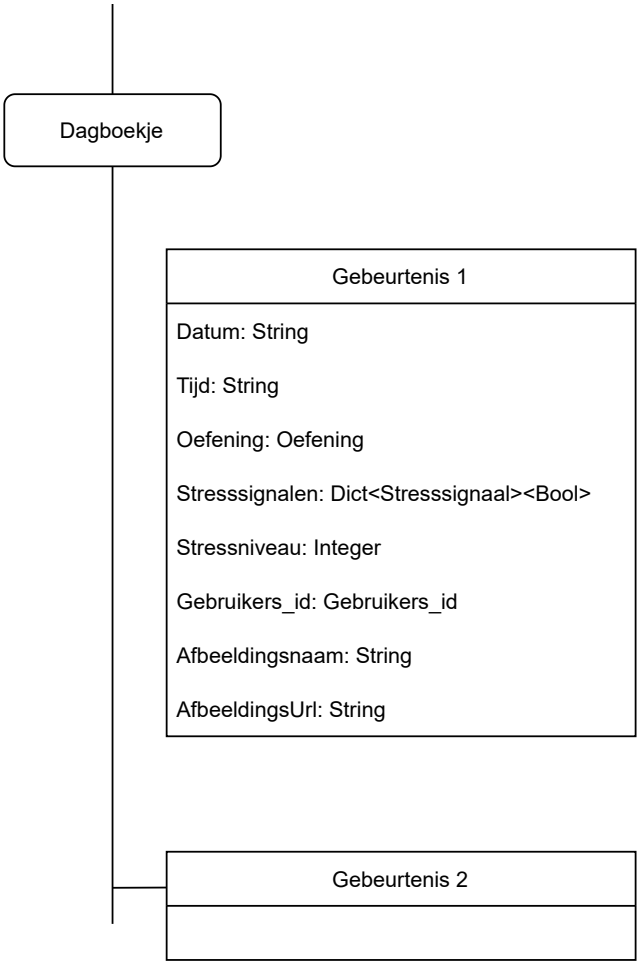 Dagboekje
Gebeurtenis 1
Datum: String
Tijd: String
Oefening: Oefening
Stresssignalen: Dict<Stresssignaal><Bool>
Stressniveau: Integer
Gebruikers_id: Gebruikers_id
Afbeeldingsnaam: String
AfbeeldingsUrl: String
Gebeurtenis 2